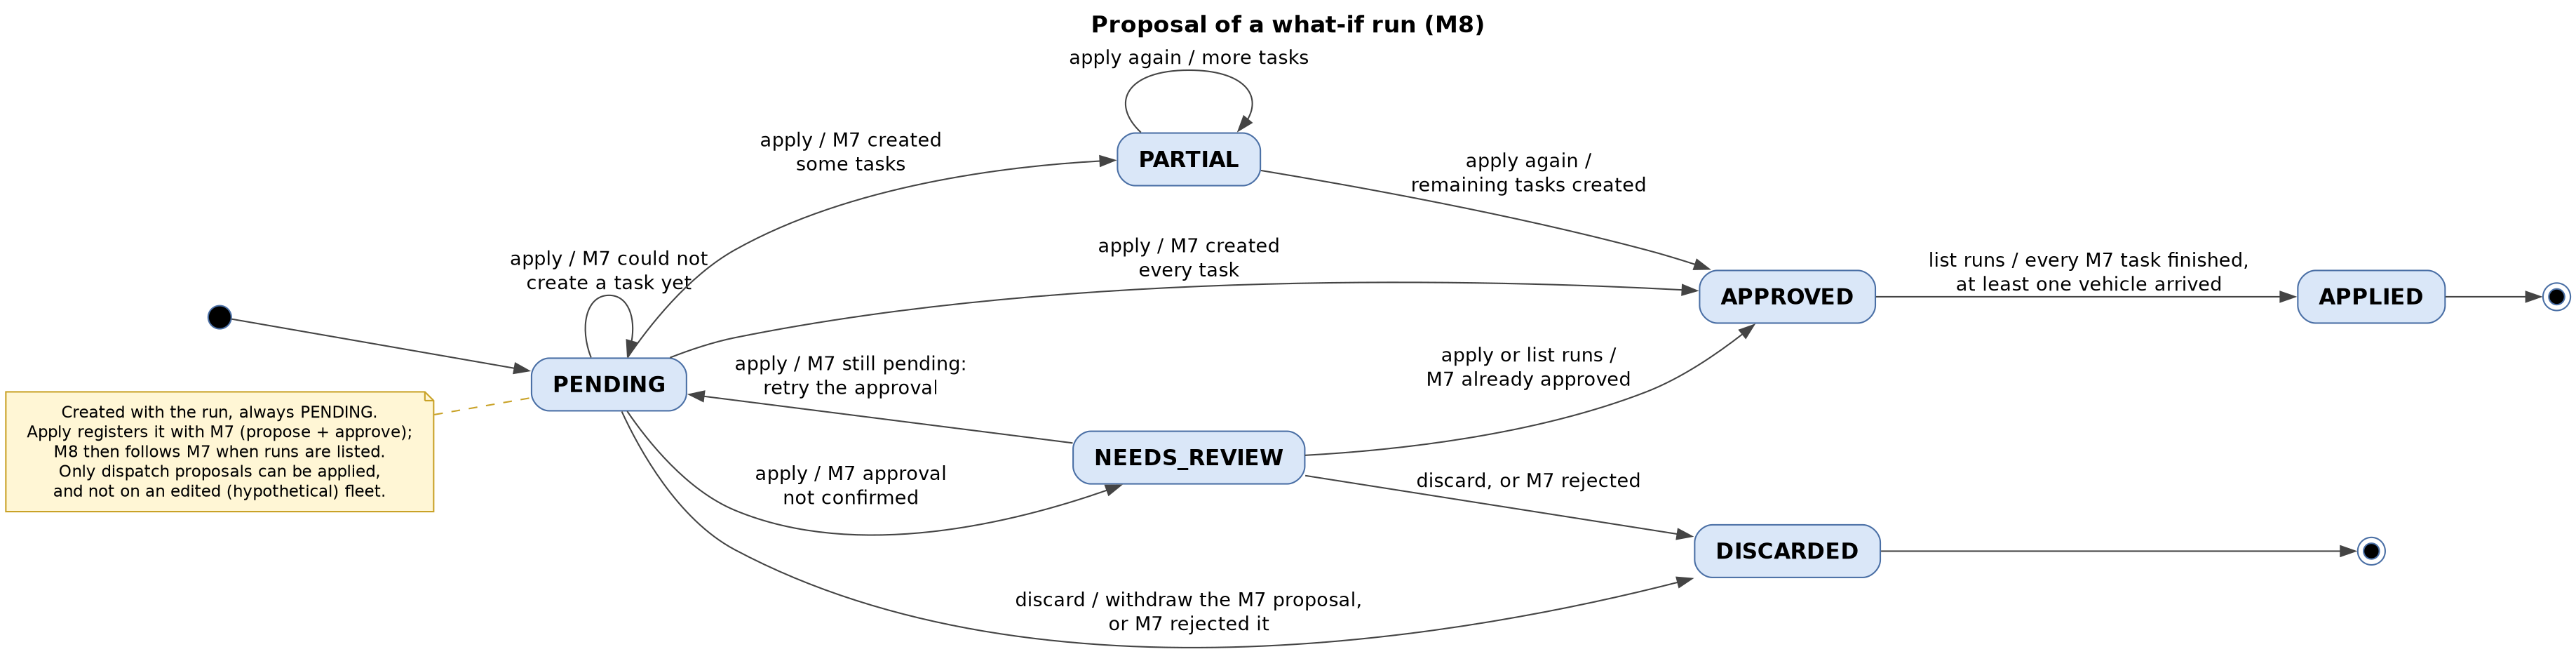 Proposal of a what-if run (M8)
apply again / more tasks
apply / M7 created
some tasks
PARTIAL
apply again /
remaining tasks created
apply / M7 could not
create a task yet
apply / M7 created
every task
APPROVED
list runs / every M7 task finished,
at least one vehicle arrived
APPLIED
PENDING
apply / M7 still pending:
retry the approval
apply or list runs /
M7 already approved
Created with the run, always PENDING.
Apply registers it with M7 (propose + approve);
M8 then follows M7 when runs are listed.
Only dispatch proposals can be applied,
and not on an edited (hypothetical) fleet.
NEEDS_REVIEW
apply / M7 approval
not confirmed
discard, or M7 rejected
DISCARDED
discard / withdraw the M7 proposal,
or M7 rejected it